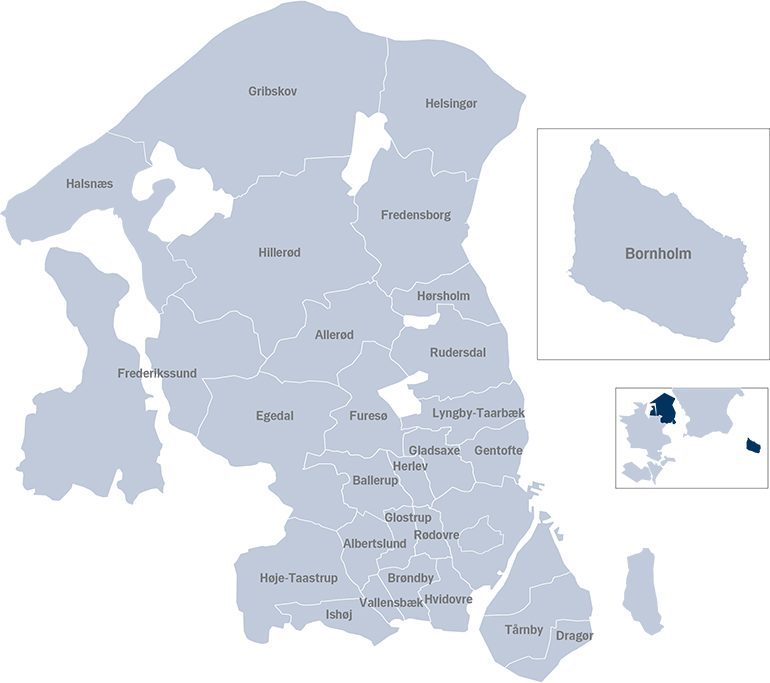 Gribskov
Helsingør
Halsnæs
Fredensborg
Hillerød
Bornholm
Hørsholm
Allerød
Rudersdal
Frederikssund
Egedal
Furesø
Lyngby-Taarbæk
Gladsaxe
Gentofte
Herlev
Ballerup
Glostrup
Rødovre
Albertslund
Høje-Taastrup
Brøndby
Vallensbæk
Hvidovre
Ishøj
Tårnby
Dragør